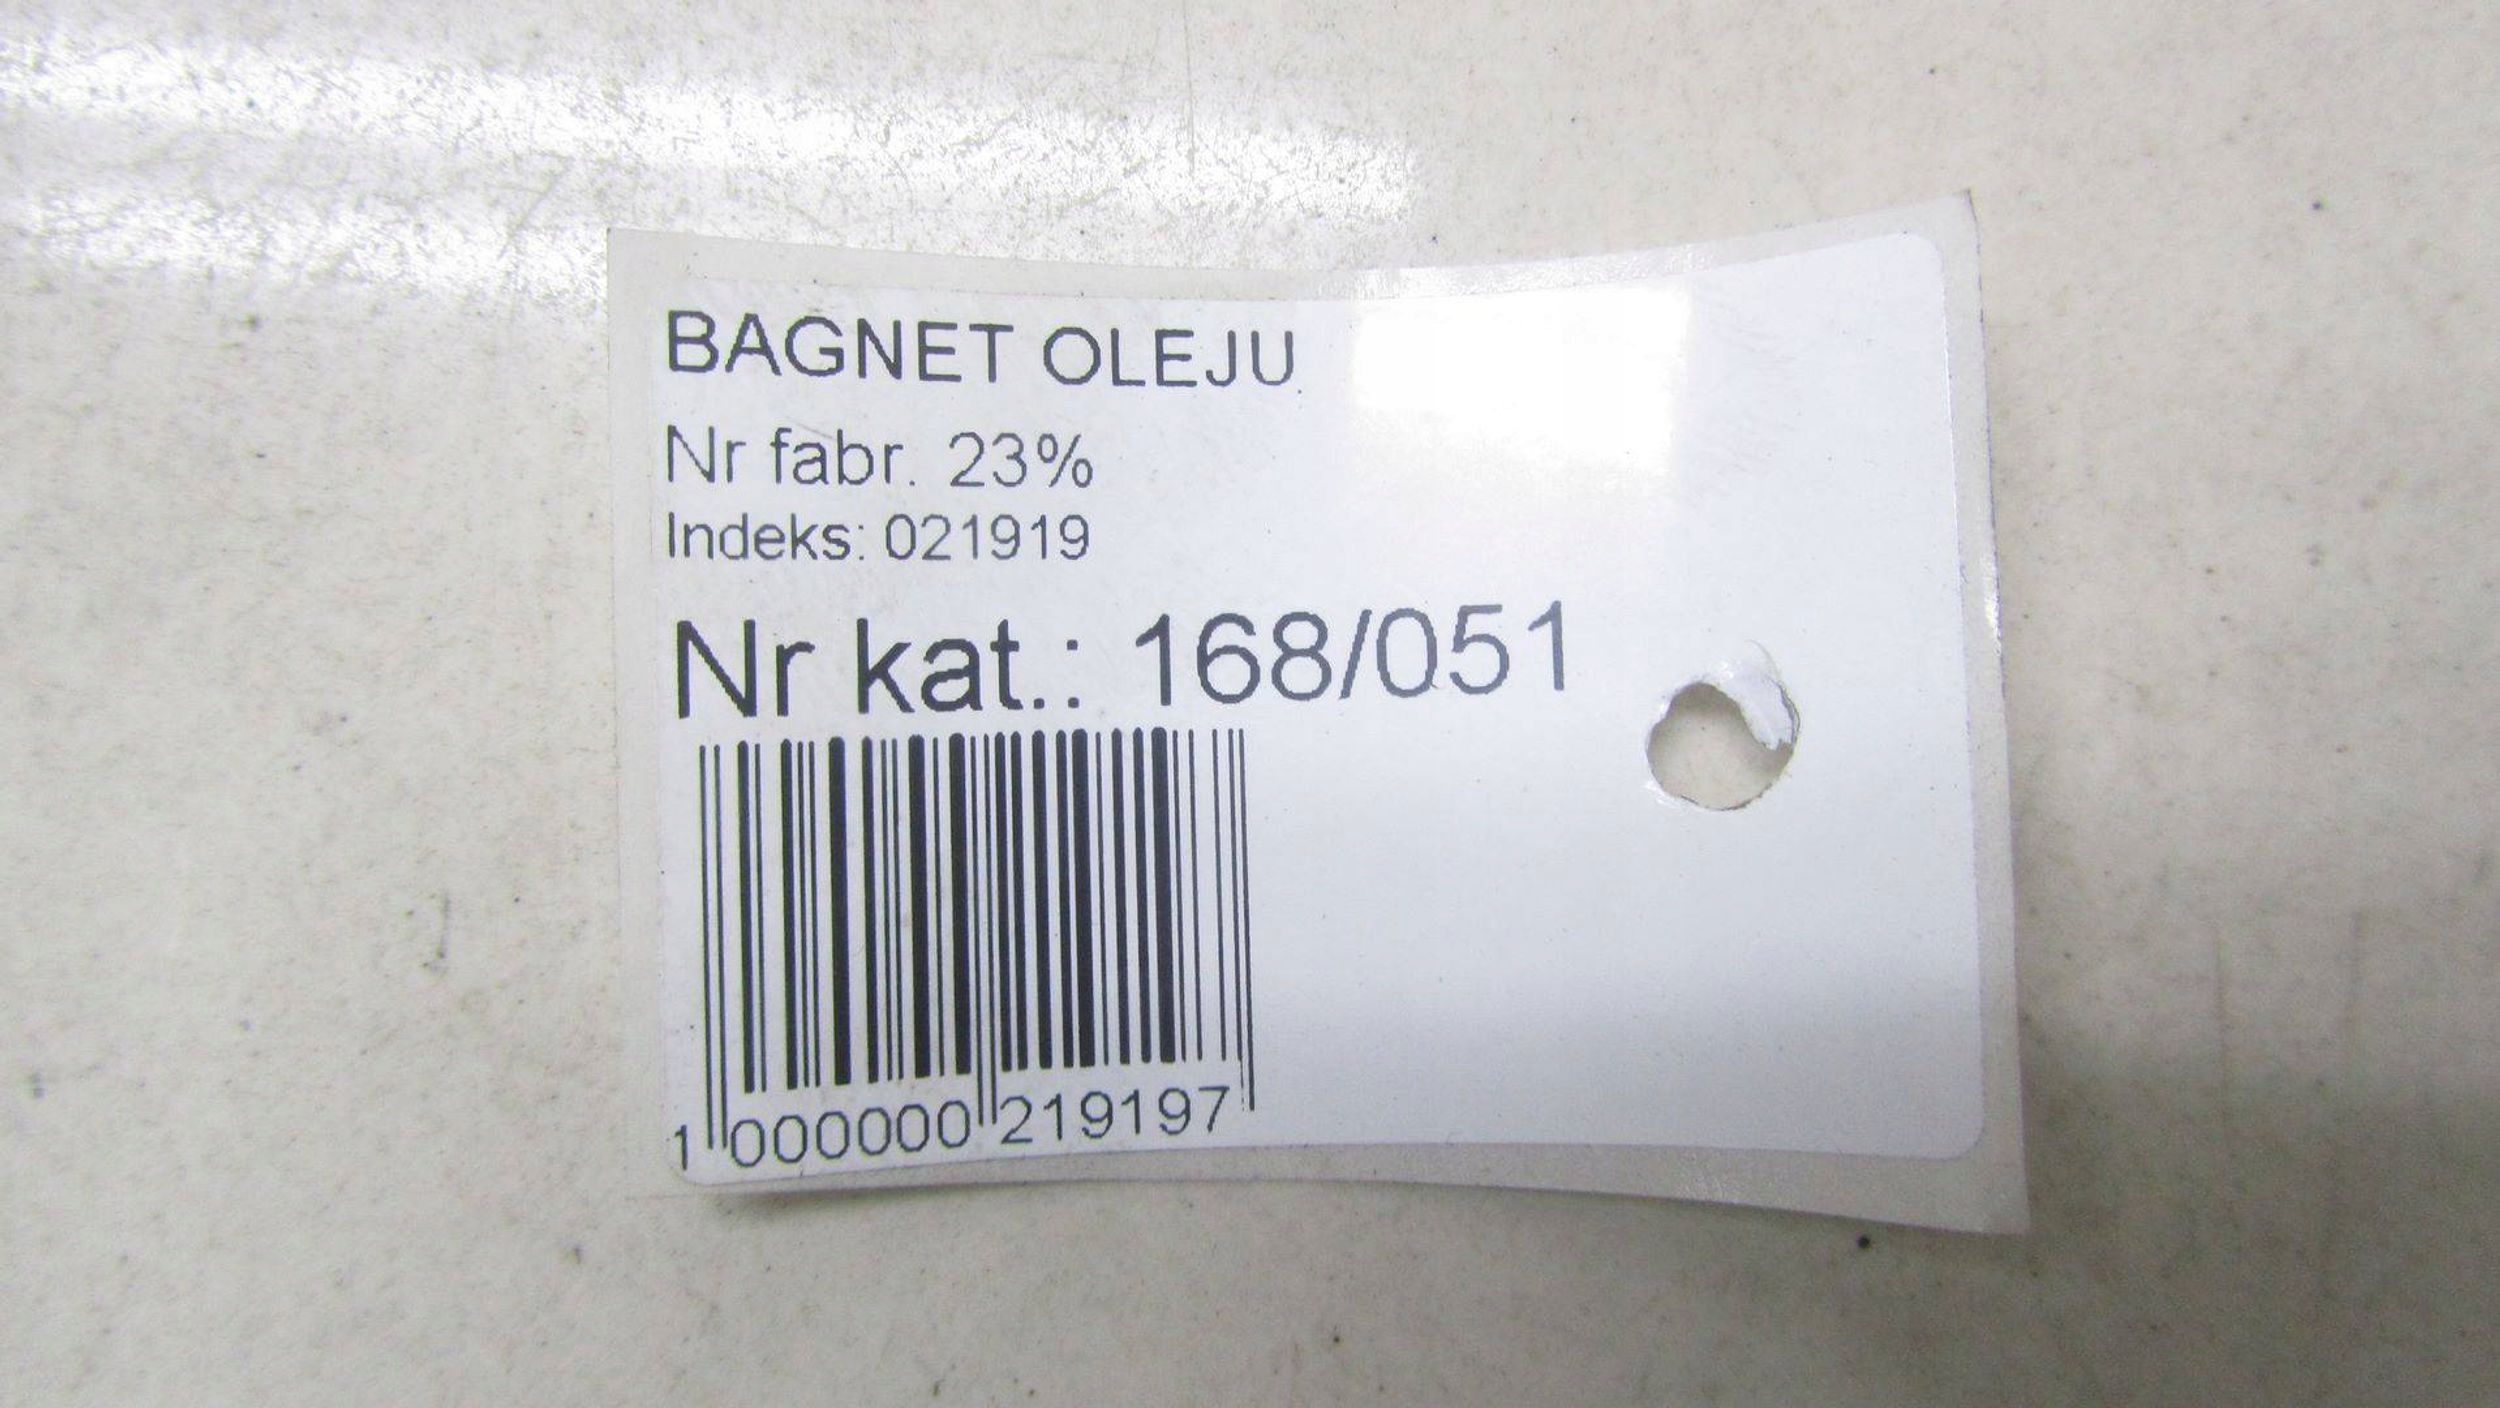 BAGNET OLEJU
Nr fabr. 23%
Indeks: 021919
Nr kat.: 168/051
1 000000 219197